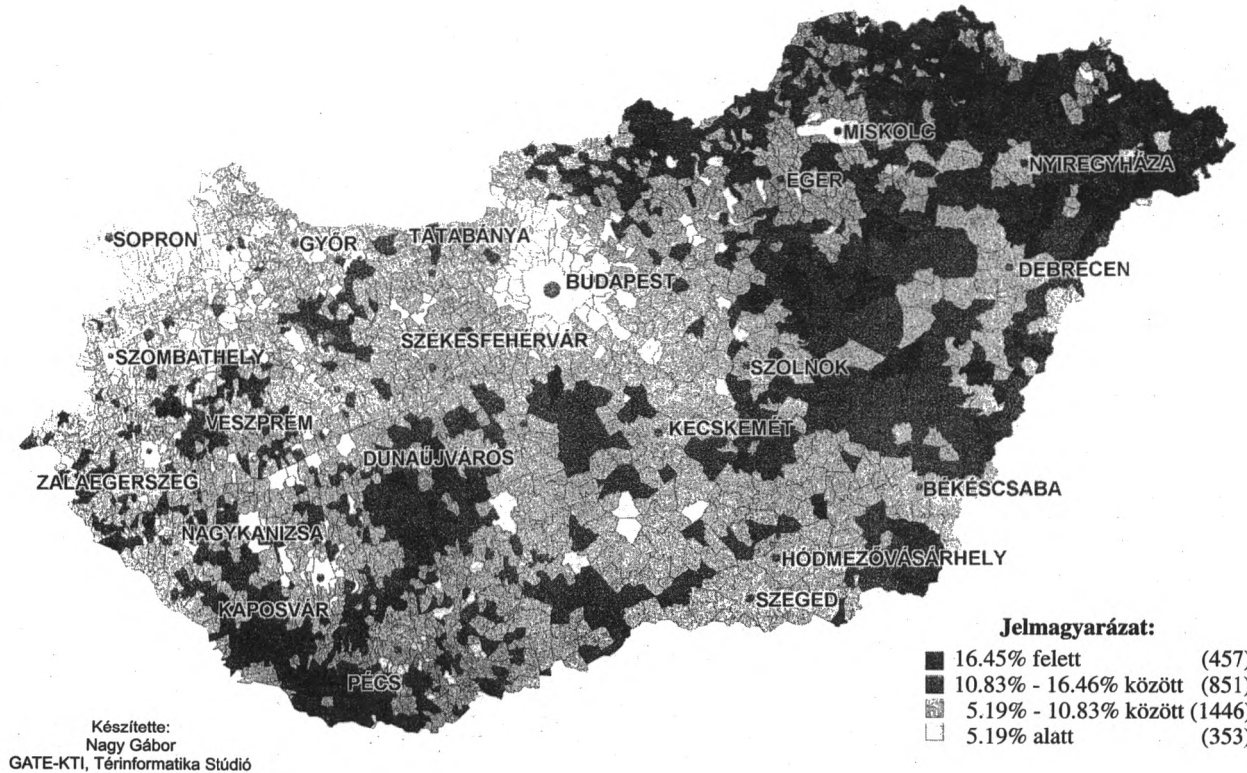 MISKOLC
NYIREGYHÁZA
EGER
SOPRON
GYŐR
TATABÁNYA
DEBRECEN
BUDAPEST
SZÉKESFEHÉRVÁR
SZOMBATHELY
SZOLNOK
VESZPRÉM
KECSKEMÉT
DUNAÚJVÁROS
ZALAEGERSZEG
BÉKÉSCSABA
NAGYKANIZSA
HÓDMEZŐVÁSÁRHELY
KAPOSVÁR
SZEGED
PÉCS
Jelmagyarázat:
16.45% felett (457)
10.83% - 16.46% között (851)
5.19% - 10.83% között (1446)
5.19% alatt (353)
Készítette:
Nagy Gábor
GATE-KTI, Térinformatika Stúdió